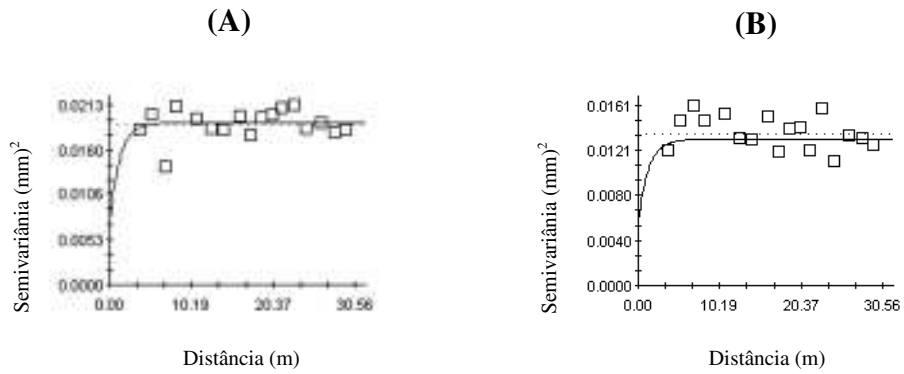 (A)
Semivariânia (mm)²
0.0213
0.0160
0.0106
0.0053
0.0000
0.00 10.19 20.37 30.56
Distância (m)
(B)
Semivariânia (mm)²
0.0161
0.0121
0.0080
0.0040
0.0000
0.00 10.19 20.37 30.56
Distância (m)